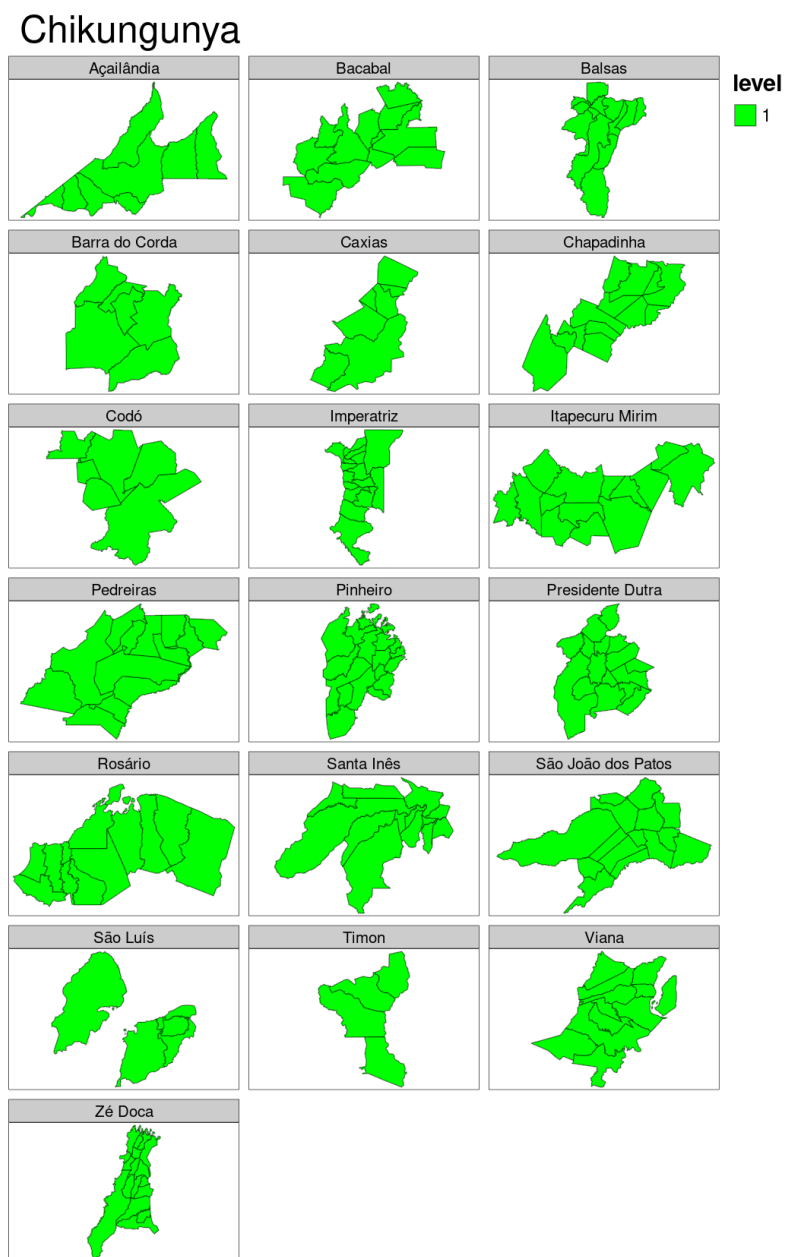 Chikungunya
Açailândia
Bacabal
Balsas
level
1
Barra do Corda
Caxias
Chapadinha
Codó
Imperatriz
Itapecuru Mirim
Pedreiras
Pinheiro
Presidente Dutra
Rosário
Santa Inês
São João dos Patos
São Luís
Timon
Viana
Zé Doca